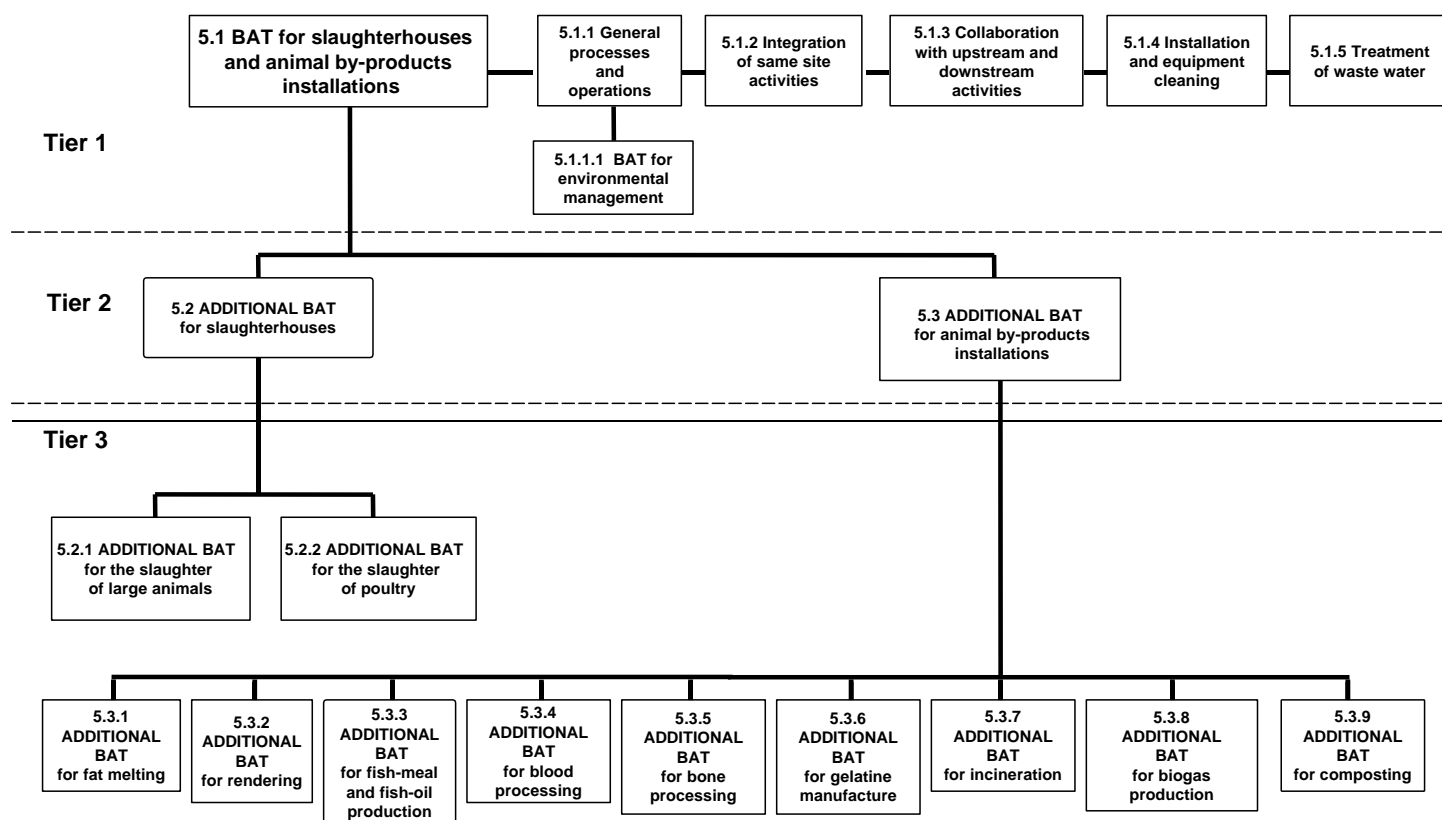 5.1 BAT for slaughterhouses
and animal by-products
installations
5.1.1 General
processes
and
operations
5.1.2 Integration
of same site
activities
5.1.3 Collaboration
with upstream and
downstream
activities
5.1.4 Installation
and equipment
cleaning
5.1.5 Treatment
of waste water
Tier 1
5.1.1.1 BAT for
environmental
management
Tier 2
5.2 ADDITIONAL BAT
for slaughterhouses
5.3 ADDITIONAL BAT
for animal by-products
installations
Tier 3
5.2.1 ADDITIONAL BAT
for the slaughter
of large animals
5.2.2 ADDITIONAL BAT
for the slaughter
of poultry
5.3.1
ADDITIONAL
BAT
for fat melting
5.3.2
ADDITIONAL
BAT
for rendering
5.3.3
ADDITIONAL
BAT
for fish-meal
and fish-oil
production
5.3.4
ADDITIONAL
BAT
for blood
processing
5.3.5
ADDITIONAL
BAT
for bone
processing
5.3.6
ADDITIONAL
BAT
for gelatine
manufacture
5.3.7
ADDITIONAL
BAT
for incineration
5.3.8
ADDITIONAL
BAT
for biogas
production
5.3.9
ADDITIONAL
BAT
for composting